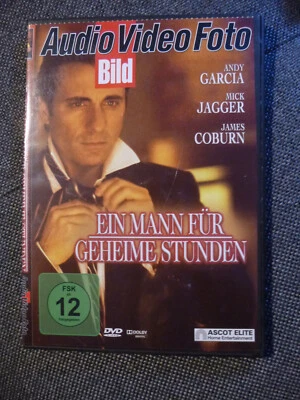 Audio Video Foto
Bild
ANDY
GARCIA
MICK
JAGGER
JAMES
COBURN
EIN MANN FÜR
GEHEIME STUNDEN
FSK
12
DVD
DOLBY
ASCOT ELITE
Home Entertainment